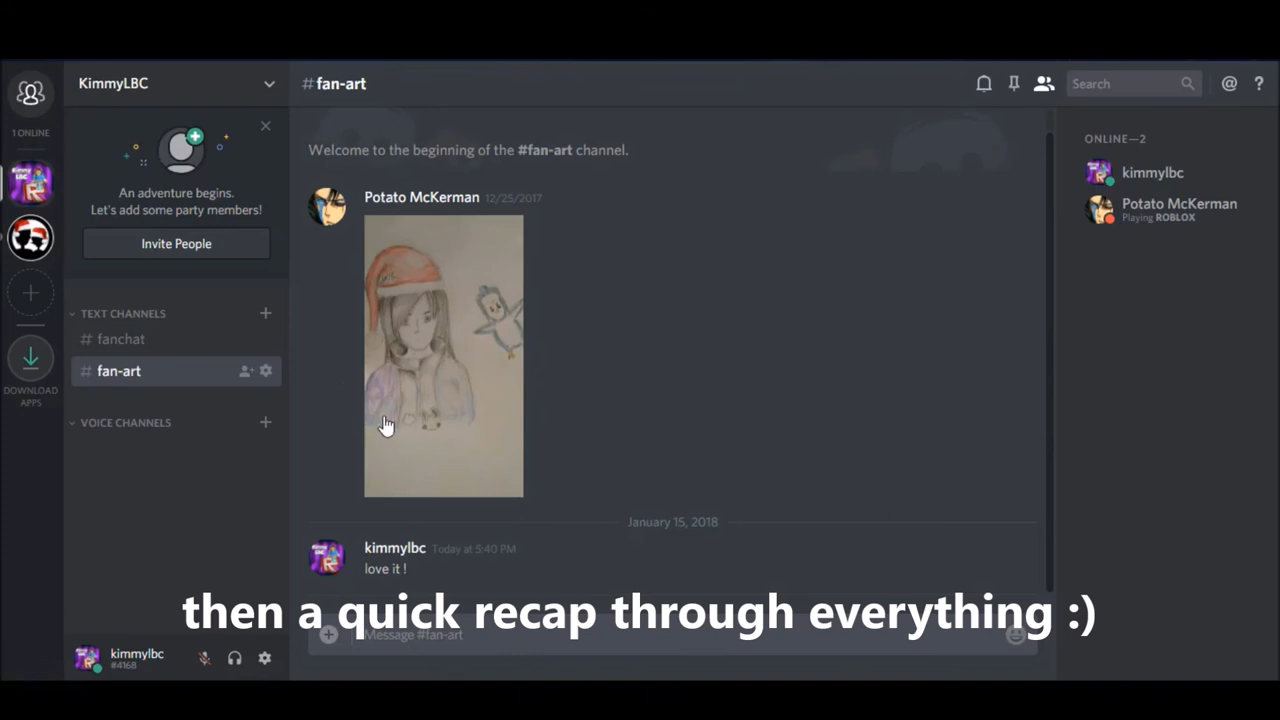 KimmyLBC
#fan-art
Search
@
?
1 ONLINE
An adventure begins.
Let's add some party members!
Invite People
TEXT CHANNELS
# fanchat
# fan-art
VOICE CHANNELS
DOWNLOAD
APPS
kimmylbc
#4168
Welcome to the beginning of the #fan-art channel.
Potato McKerman 12/25/2017
January 15, 2018
kimmylbc Today at 5:40 PM
love it !
Message #fan-art
then a quick recap through everything :)
ONLINE—2
kimmylbc
Potato McKerman
Playing ROBLOX
Kimmy
LBC